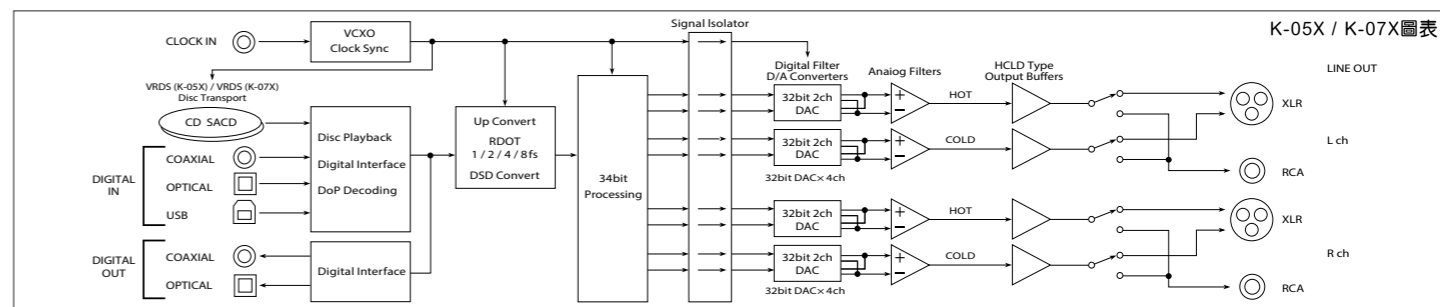 K-05X / K-07X圖表
Signal Isolator
CLOCK IN
VCXO
Clock Sync
VRDS (K-05X) / VRDS (K-07X)
Disc Transport
CD SACD
DIGITAL
IN
COAXIAL
OPTICAL
USB
Disc Playback
Digital Interface
DoP Decoding
DIGITAL
OUT
COAXIAL
OPTICAL
Digital Interface
Up Convert
RDOT
1 / 2 / 4 / 8fs
DSD Convert
34bit
Processing
Digital Filter
D/A Converters
Anaiog Filters
HCLD Type
Output Buffers
LINE OUT
32bit 2ch
DAC
HOT
XLR
32bit 2ch
DAC
COLD
L ch
32bit DAC×4ch
RCA
32bit 2ch
DAC
HOT
XLR
32bit 2ch
DAC
COLD
R ch
32bit DAC×4ch
RCA